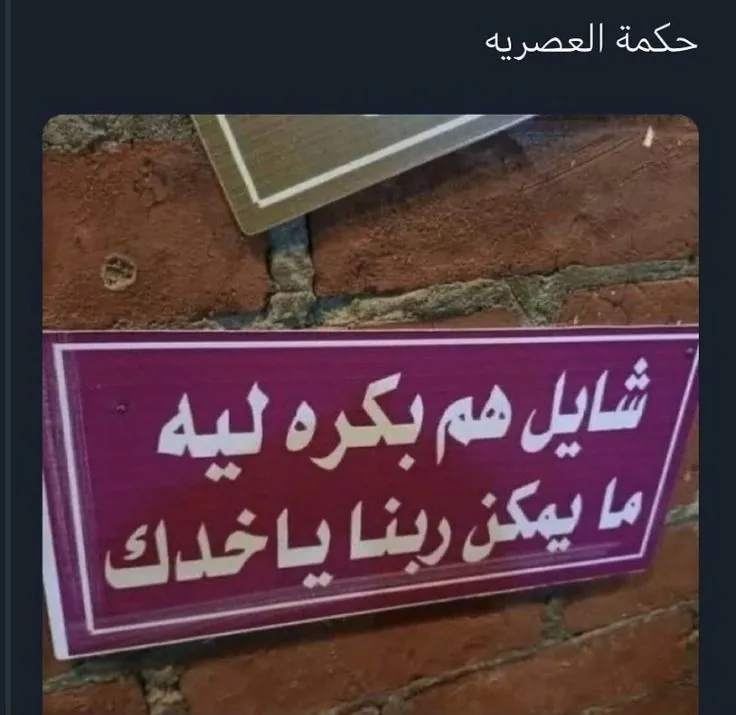 حكمة العصريه
شايل هم بكره ليه
ما يمكن ربنا ياخدك